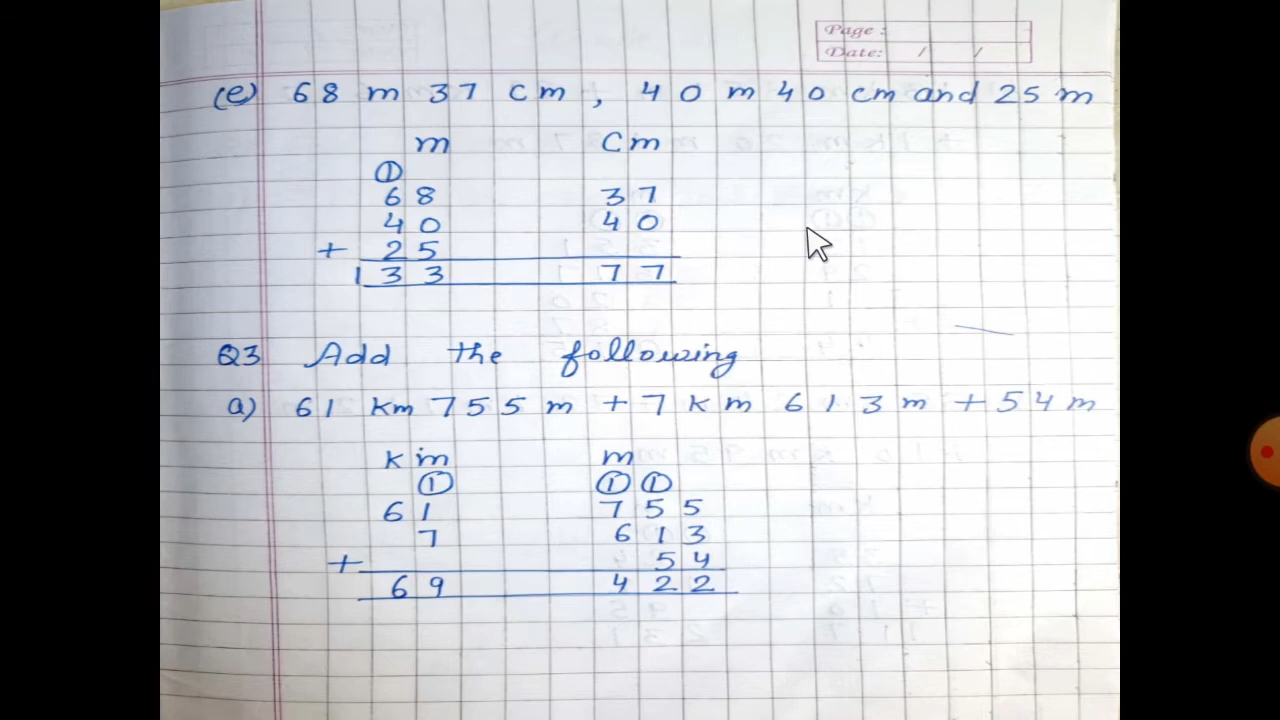 Page :
Date: / /
(e) 68 m 37 cm, 40 m 40 cm and 25 m
m cm
①
68 37
40 40
+ 25
133 77
Q3 Add the following
a) 61 km 755 m + 7 km 613 m + 54 m
km m
① ① ①
61 755
7 613
+ 54
69 422